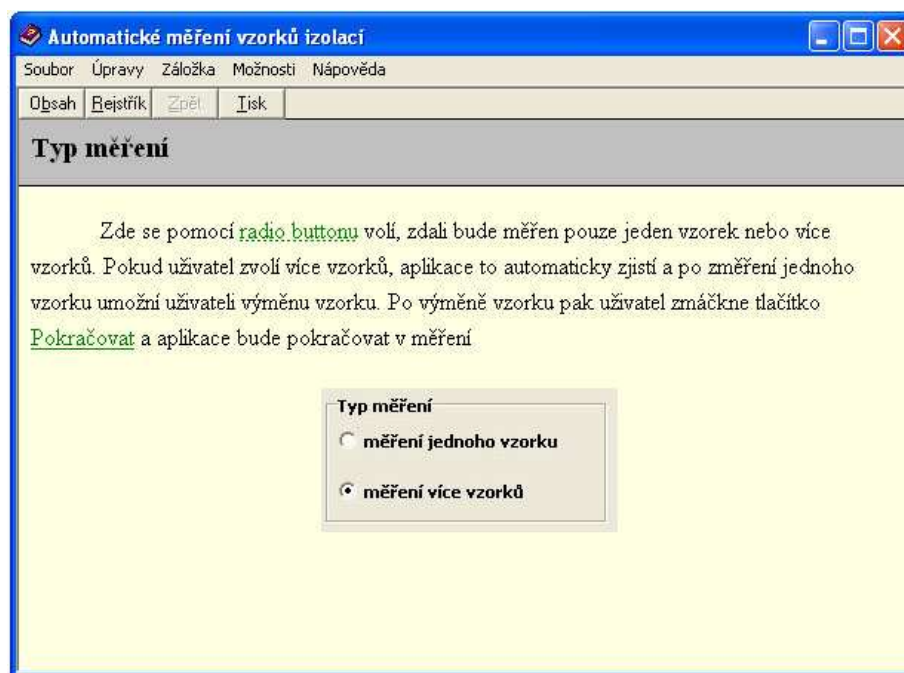 Automatické měření vzorků izolací
Soubor Úpravy Záložka Možnosti Nápověda
Obsah Rejstřík Zpět Tisk
Typ měření
Zde se pomocí radio buttonu volí, zdali bude měřen pouze jeden vzorek nebo více
vzorků. Pokud uživatel zvolí více vzorků, aplikace to automaticky zjistí a po změření jednoho
vzorku umožní uživateli výměnu vzorku. Po výměně vzorku pak uživatel zmáčkne tlačítko
Pokračovat a aplikace bude pokračovat v měření
Typ měření
měření jednoho vzorku
měření více vzorků